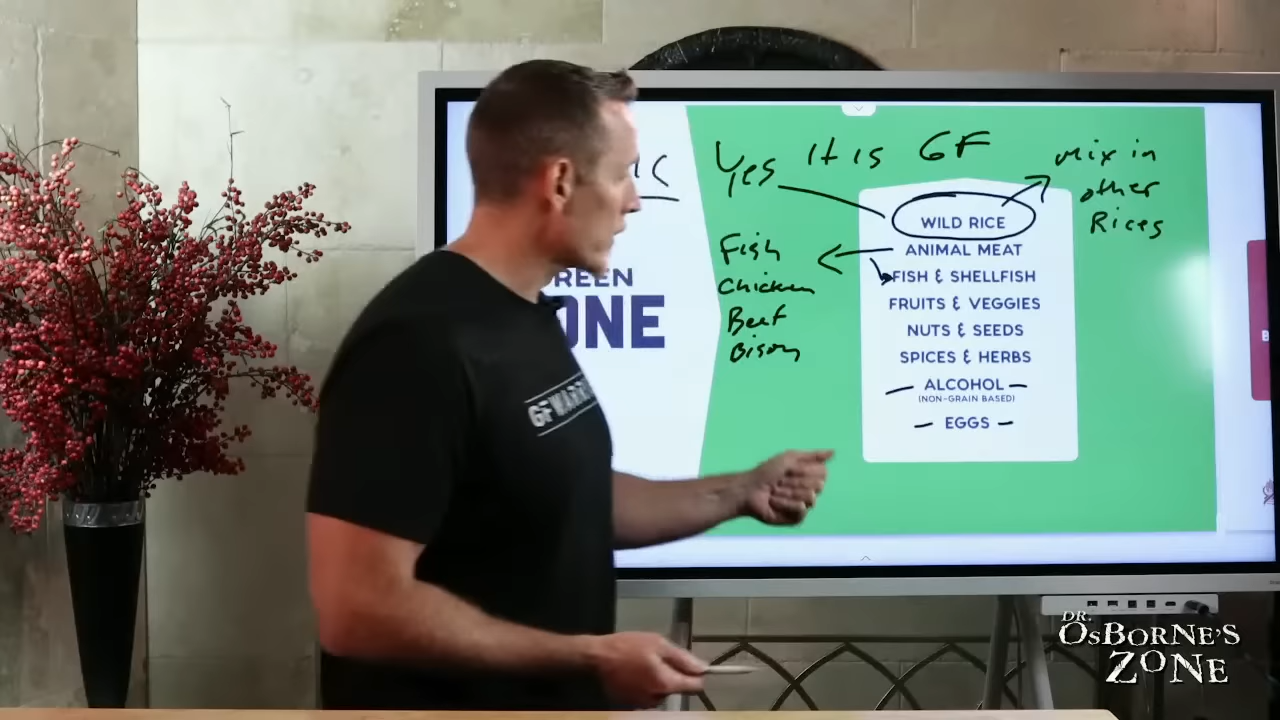 Yes It is GF
Mix in
other
Rices
WILD RICE
ANIMAL MEAT
FISH & SHELLFISH
FRUITS & VEGGIES
NUTS & SEEDS
SPICES & HERBS
ALCOHOL
(NON-GRAIN BASED)
EGGS
Fish
Chicken
Beef
Bison
REEN
ONE
GF WARR
DR.
OSBORNE'S
ZONE